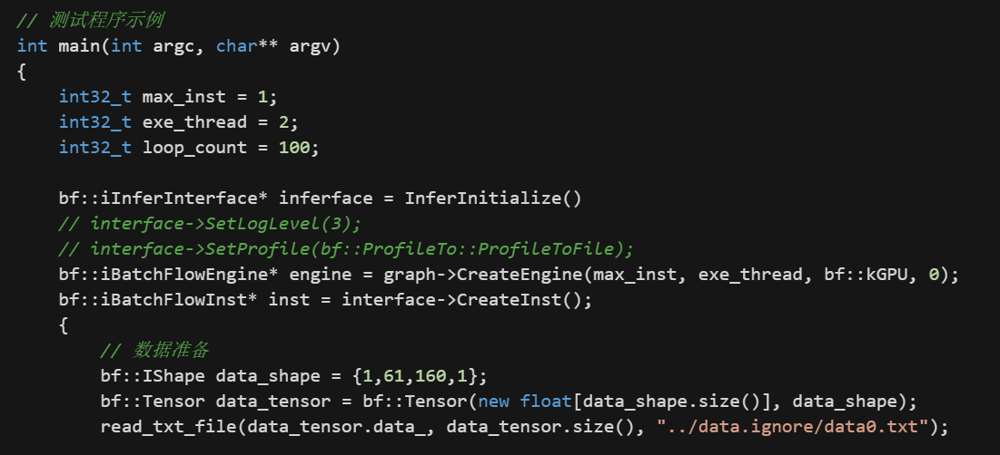 // 测试程序示例
int main(int argc, char** argv)
{
    int32_t max_inst = 1;
    int32_t exe_thread = 2;
    int32_t loop_count = 100;

    bf::iInferInterface* inferface = InferInitialize()
    // interface->SetLogLevel(3);
    // interface->SetProfile(bf::ProfileTo::ProfileToFile);
    bf::iBatchFlowEngine* engine = graph->CreateEngine(max_inst, exe_thread, bf::kGPU, 0);
    bf::iBatchFlowInst* inst = interface->CreateInst();
    {
        // 数据准备
        bf::IShape data_shape = {1,61,160,1};
        bf::Tensor data_tensor = bf::Tensor(new float[data_shape.size()], data_shape);
        read_txt_file(data_tensor.data_, data_tensor.size(), "../data.ignore/data0.txt");